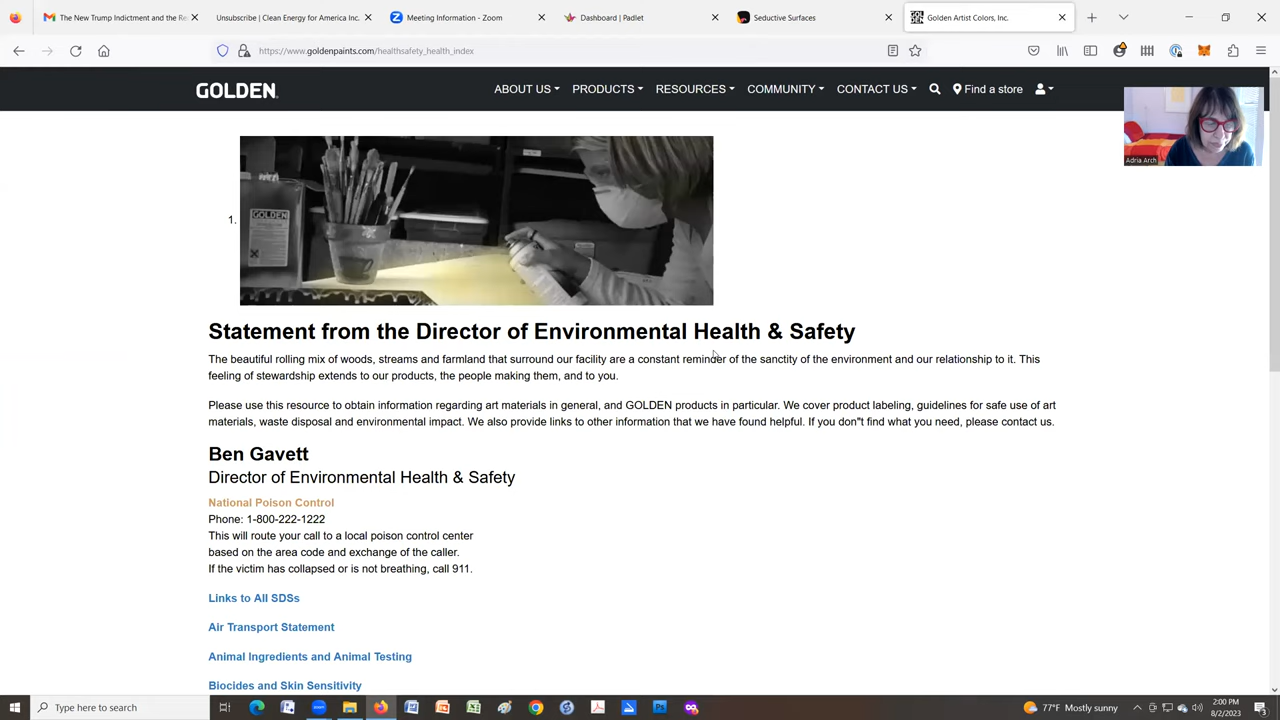 The New Trump Indictment and the Re
Unsubscribe | Clean Energy for America Inc.
Meeting Information - Zoom
Dashboard | Padlet
Seductive Surfaces
Golden Artist Colors, Inc.
https://www.goldenpaints.com/healthsafety_health_index
GOLDEN
ABOUT US
PRODUCTS
RESOURCES
COMMUNITY
CONTACT US
Find a store
Adria Arch
1.
GOLDEN
Statement from the Director of Environmental Health & Safety
The beautiful rolling mix of woods, streams and farmland that surround our facility are a constant reminder of the sanctity of the environment and our relationship to it. This
feeling of stewardship extends to our products, the people making them, and to you.
Please use this resource to obtain information regarding art materials in general, and GOLDEN products in particular. We cover product labeling, guidelines for safe use of art
materials, waste disposal and environmental impact. We also provide links to other information that we have found helpful. If you don"t find what you need, please contact us.
Ben Gavett
Director of Environmental Health & Safety
National Poison Control
Phone: 1-800-222-1222
This will route your call to a local poison control center
based on the area code and exchange of the caller.
If the victim has collapsed or is not breathing, call 911.
Links to All SDSs
Air Transport Statement
Animal Ingredients and Animal Testing
Biocides and Skin Sensitivity
Type here to search
77°F Mostly sunny
2:00 PM
8/2/2023